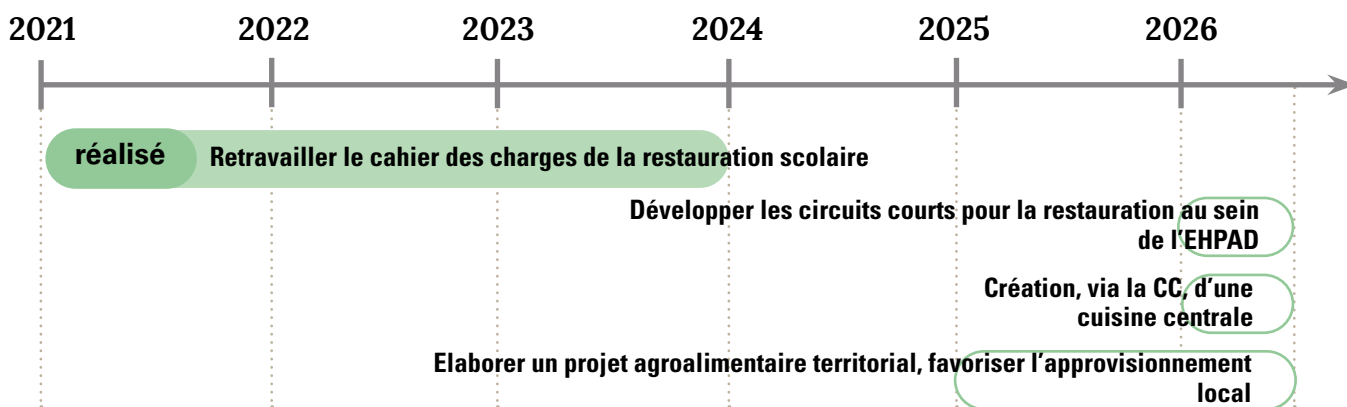 2021 2022 2023 2024 2025 2026
réalisé Retravailler le cahier des charges de la restauration scolaire
Développer les circuits courts pour la restauration au sein
de l'EHPAD
Création, via la CC, d'une
cuisine centrale
Elaborer un projet agroalimentaire territorial, favoriser l'approvisionnement
local